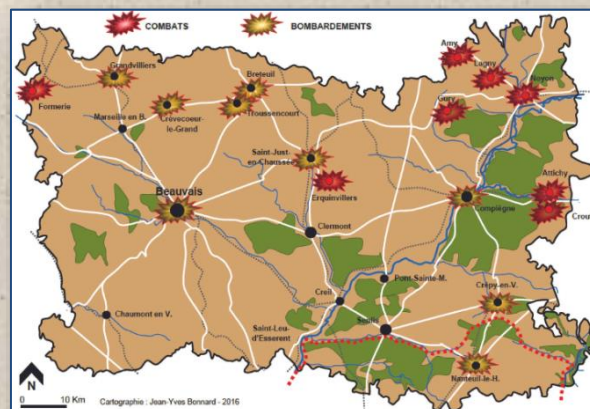 COMBATS
BOMBARDEMENTS
Amy
Grandvilliers
Lagny
Breteuil
Noyon
Formerie
Crèvecoeur-
le-Grand
Troussencourt
Marseille en B.
Saint-Just
en-Chaussée
Erquinvillers
Attichy
Beauvais
Compiègne
Clermont
Pont-Sainte-M.
Crépy-en-V.
Creil
Chaumont en V.
Saint-Leu-
d'Esserent
Senlis
Nanteuil-le-H.
N
0 10 Km
Cartographie : Jean-Yves Bonnard - 2016